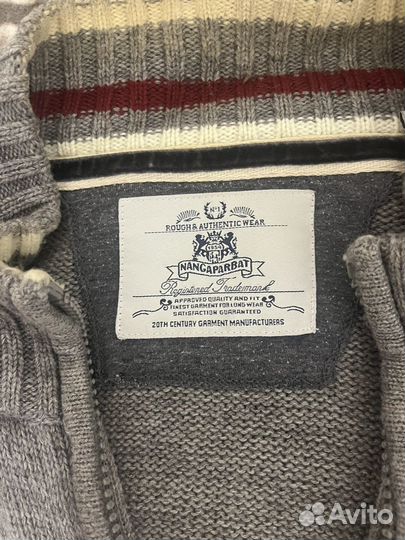 Nº1
ROUGH & AUTHENTIC WEAR
1954
NANGAPARBAT
Registered Trademark
APPROVED QUALITY AND FIT
FINEST GARMENT FOR LONG WEAR
SATISFACTION GUARANTEED
20TH CENTURY GARMENT MANUFACTURERS
Avito